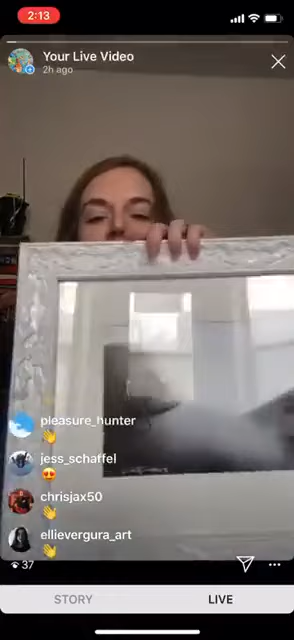 2:13
Your Live Video
2h ago
pleasure_hunter
👏
jess_schaffel
😍
chrisjax50
👏
ellievergura_art
👏
37
STORY
LIVE